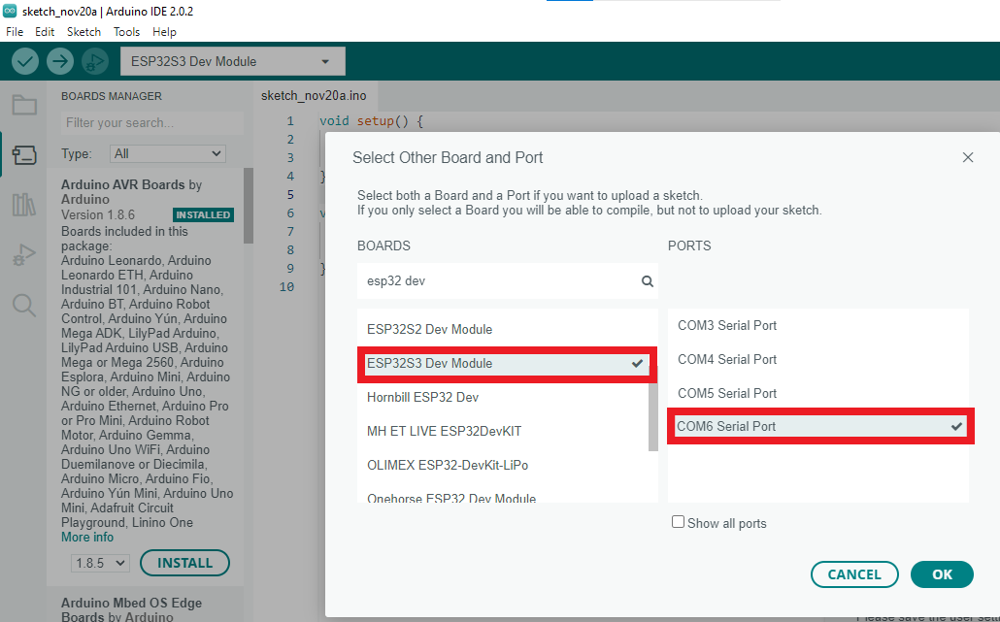 sketch_nov20a | Arduino IDE 2.0.2
File Edit Sketch Tools Help
ESP32S3 Dev Module
BOARDS MANAGER
Filter your search...
Type: All
Arduino AVR Boards by
Arduino
Version 1.8.6 INSTALLED
Boards included in this
package:
Arduino Leonardo, Arduino
Leonardo ETH, Arduino
Industrial 101, Arduino Nano,
Arduino BT, Arduino Robot
Control, Arduino Yún, Arduino
Mega ADK, LilyPad Arduino,
LilyPad Arduino USB, Arduino
Mega or Mega 2560, Arduino
Esplora, Arduino Mini, Arduino
NG or older, Arduino Uno,
Arduino Ethernet, Arduino Pro
or Pro Mini, Arduino Robot
Motor, Arduino Gemma,
Arduino Uno WiFi, Arduino
Duemilanove or Diecimila,
Arduino Micro, Arduino Fio,
Arduino Yún Mini, Arduino Uno
Mini, Adafruit Circuit
Playground, Linino One
More info
1.8.5 INSTALL
Arduino Mbed OS Edge
Boards by Arduino
sketch_nov20a.ino
1 void setup() {
2
3
4 }
5
6 v
7
8
9 }
10
Select Other Board and Port
Select both a Board and a Port if you want to upload a sketch.
If you only select a Board you will be able to compile, but not to upload your sketch.
BOARDS
esp32 dev
ESP32S2 Dev Module
ESP32S3 Dev Module
Hornbill ESP32 Dev
MH ET LIVE ESP32DevKIT
OLIMEX ESP32-DevKit-LiPo
Onehorse ESP32 Dev Module
PORTS
COM3 Serial Port
COM4 Serial Port
COM5 Serial Port
COM6 Serial Port
Show all ports
CANCEL OK
Please save the user setti